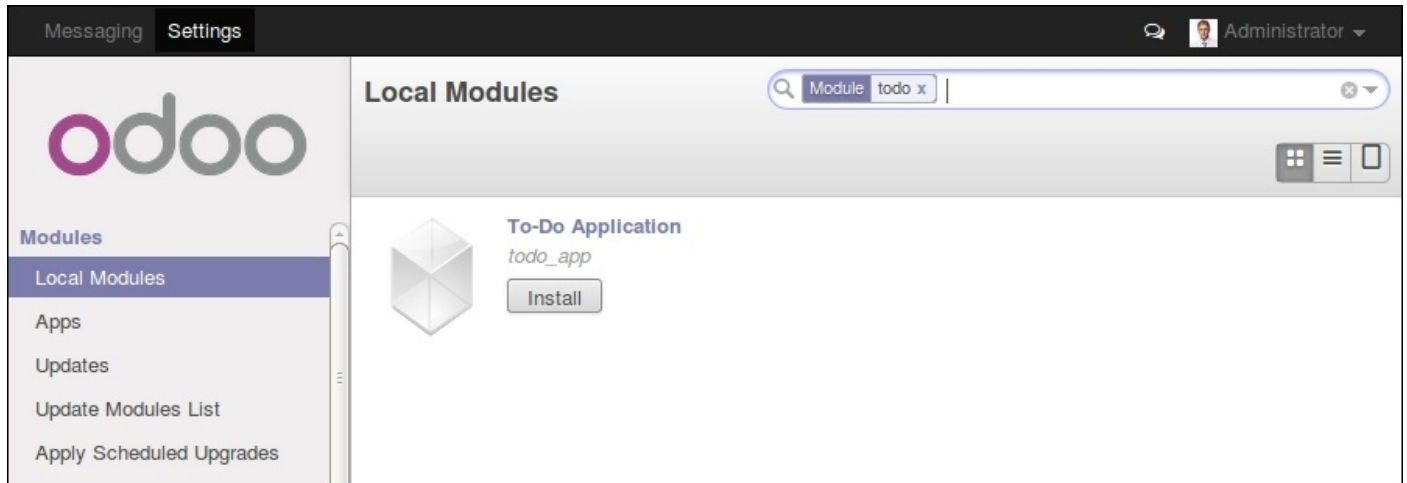 Messaging Settings Administrator
odoo
Local Modules Module todo x
Modules
Local Modules
Apps
Updates
Update Modules List
Apply Scheduled Upgrades
To-Do Application
todo_app
Install